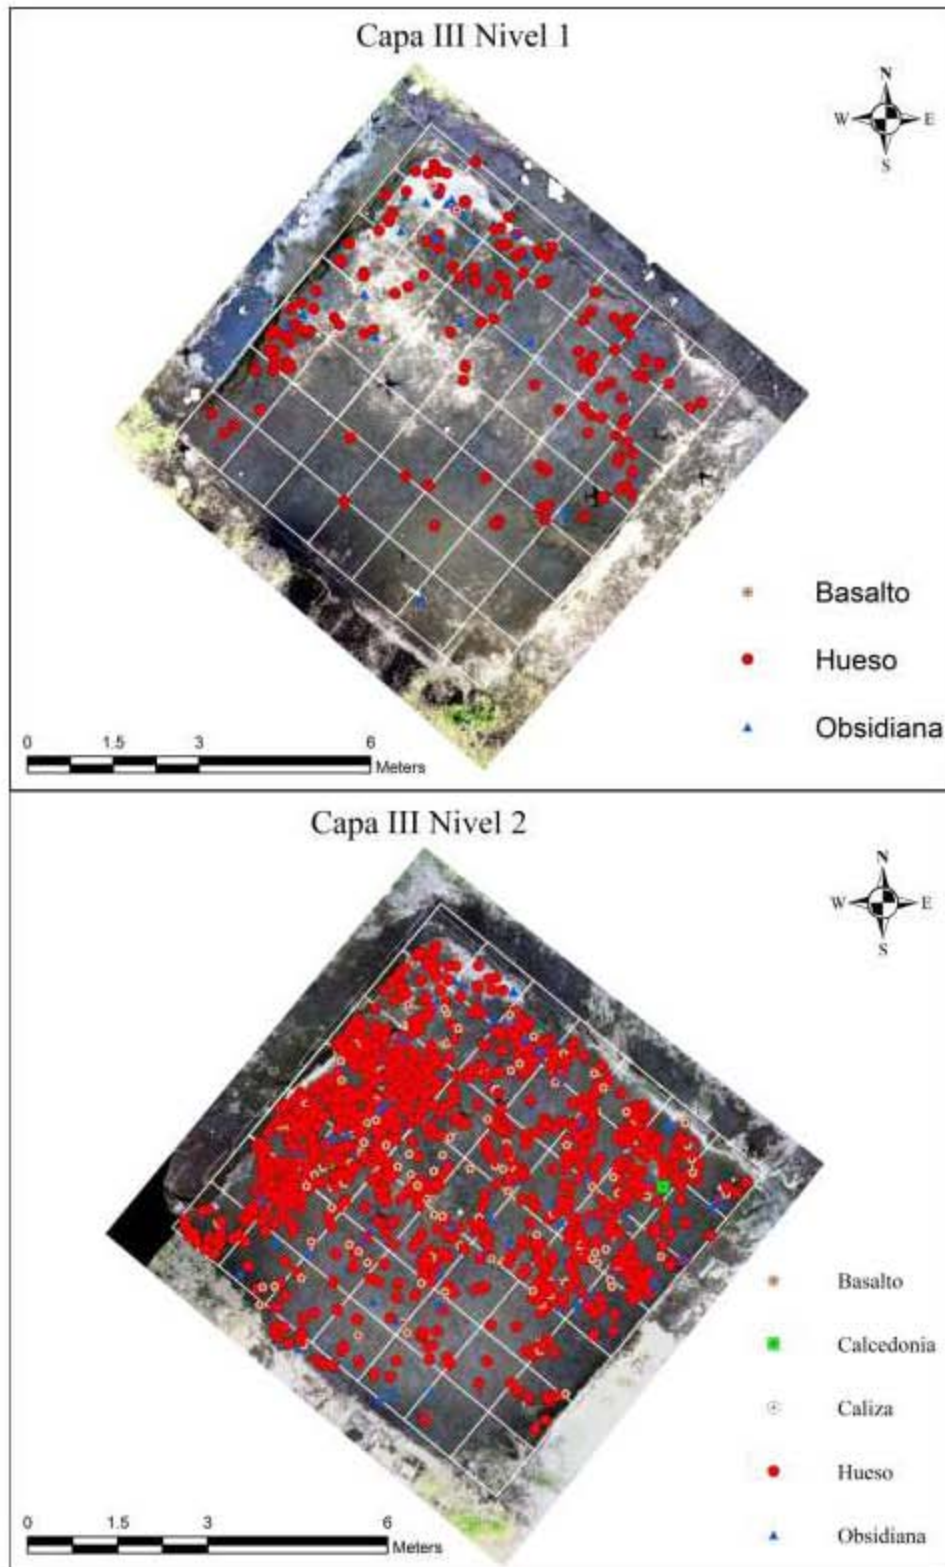 Capa III Nivel 1
N
W E
S
Basalto
Hueso
Obsidiana
0 1.5 3 6
Meters
Capa III Nivel 2
N
W E
S
Basalto
Calcedonia
Caliza
Hueso
Obsidiana
0 1.5 3 6
Meters